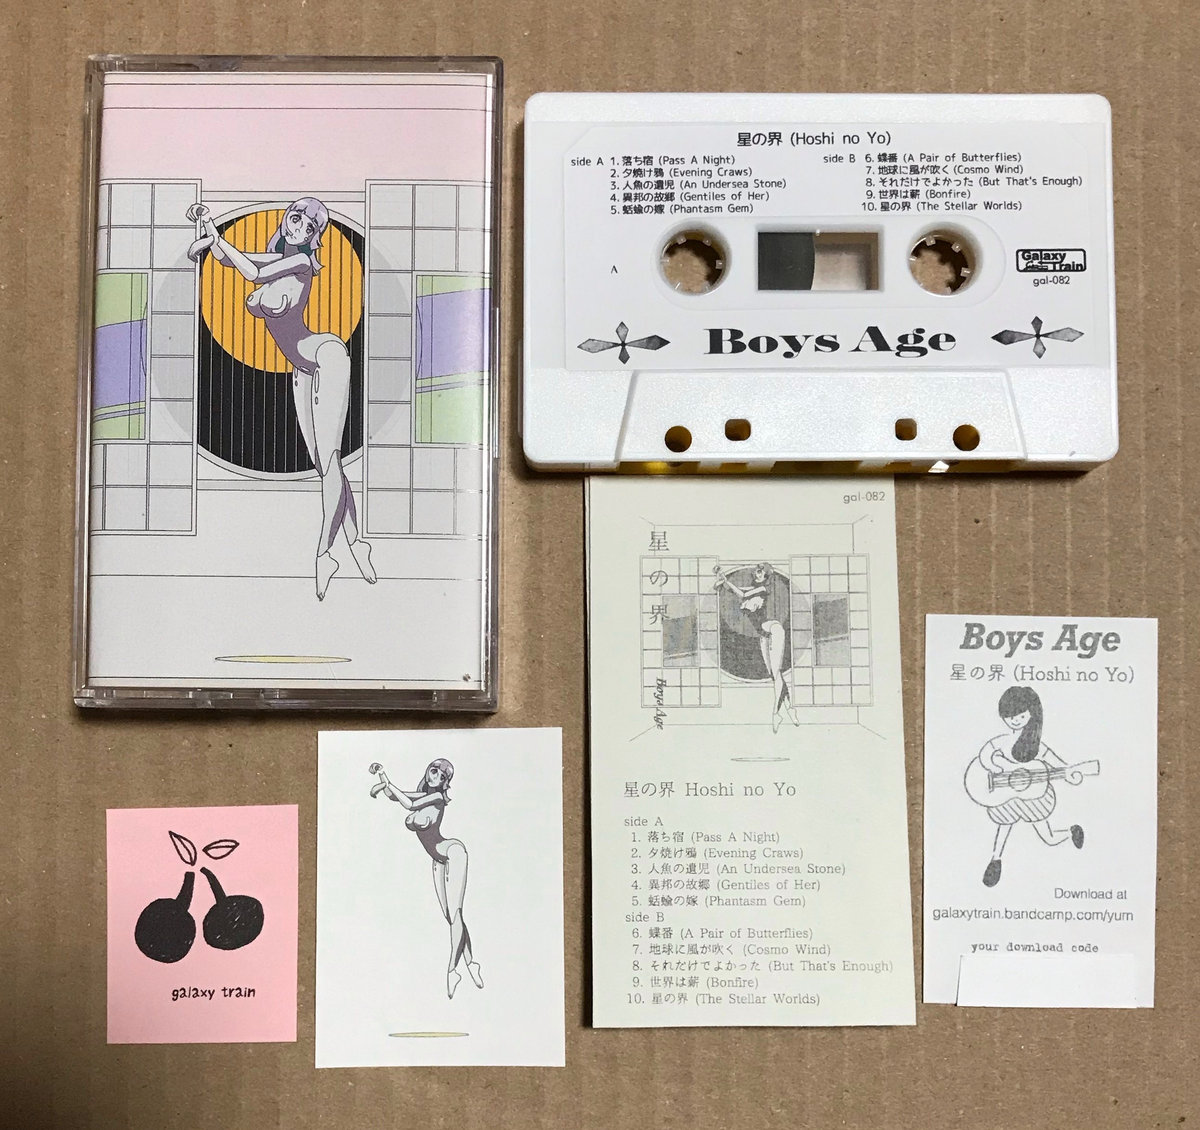 星の界 (Hoshi no Yo)
side A 1. 落ち宿 (Pass A Night)
2. 夕焼け鴉 (Evening Craws)
3. 人魚の遺児 (An Undersea Stone)
4. 異邦の故郷 (Gentiles of Her)
5. 蛞蝓の嫁 (Phantasm Gem)
side B 6. 蝶番 (A Pair of Butterflies)
7. 地球に風が吹く (Cosmo Wind)
8. それだけでよかった (But That's Enough)
9. 世界は薪 (Bonfire)
10. 星の界 (The Stellar Worlds)
A
Galaxy
Train
gal-082
Boys Age
gal-082
星の界
Boys Age
星の界 Hoshi no Yo
side A
1. 落ち宿 (Pass A Night)
2. 夕焼け鴉 (Evening Craws)
3. 人魚の遺児 (An Undersea Stone)
4. 異邦の故郷 (Gentiles of Her)
5. 蛞蝓の嫁 (Phantasm Gem)
side B
6. 蝶番 (A Pair of Butterflies)
7. 地球に風が吹く (Cosmo Wind)
8. それだけでよかった (But That's Enough)
9. 世界は薪 (Bonfire)
10. 星の界 (The Stellar Worlds)
Boys Age
星の界 (Hoshi no Yo)
Download at
galaxytrain.bandcamp.com/yum
your download code
galaxy train